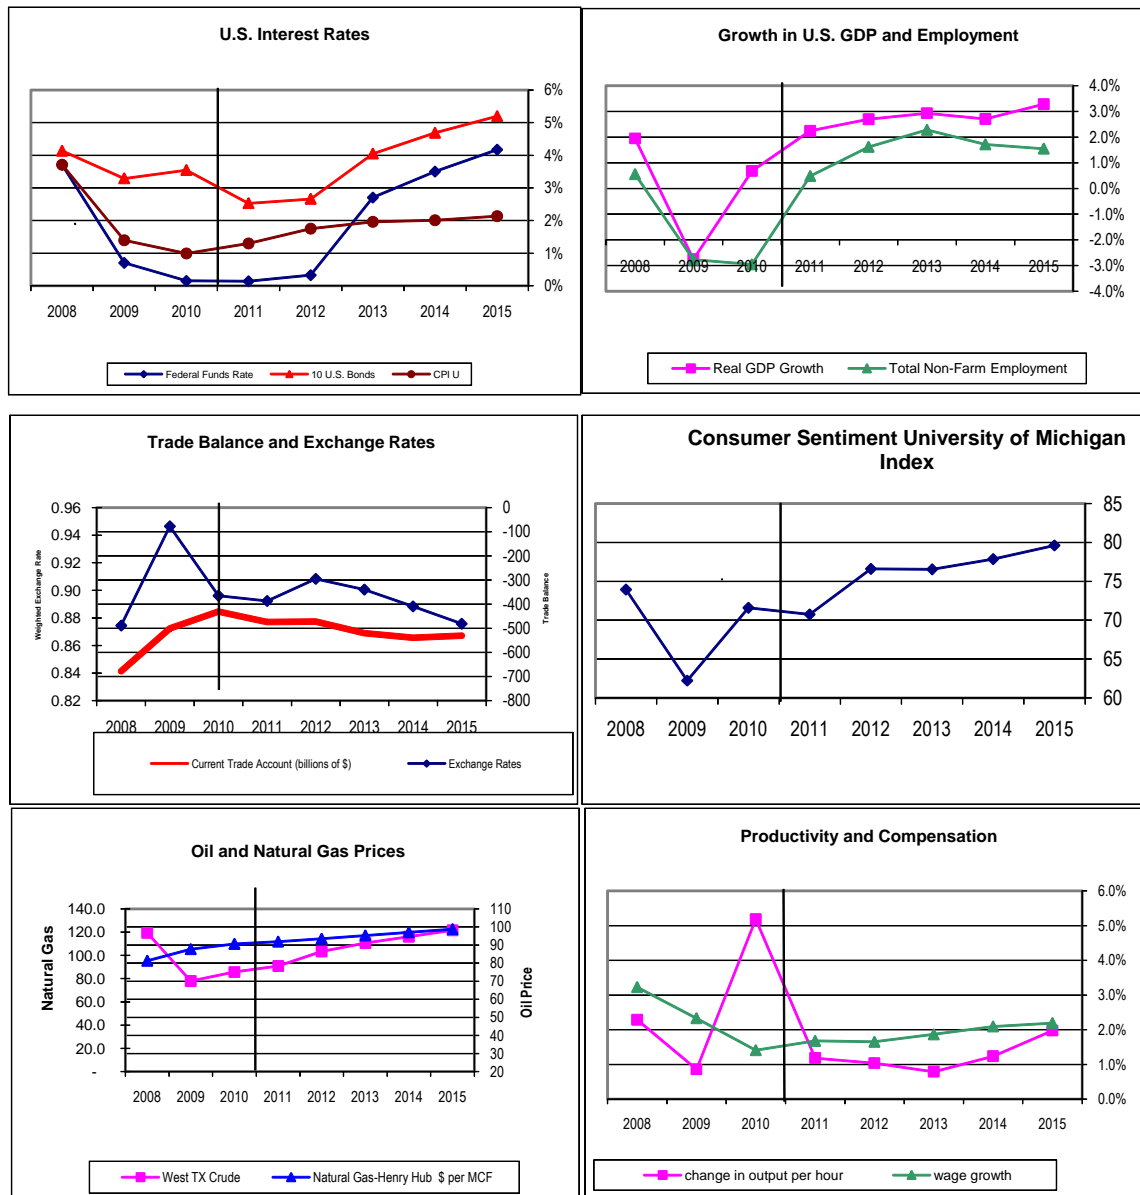 U.S. Interest Rates
6%
5%
4%
3%
2%
1%
0%
2008 2009 2010 2011 2012 2013 2014 2015
Federal Funds Rate 10 U.S. Bonds CPI U
Growth in U.S. GDP and Employment
4.0%
3.0%
2.0%
1.0%
0.0%
-1.0%
-2.0%
-3.0%
-4.0%
2008 2009 2010 2011 2012 2013 2014 2015
Real GDP Growth Total Non-Farm Employment
Trade Balance and Exchange Rates
Weighted Exchange Rate
0.96
0.94
0.92
0.90
0.88
0.86
0.84
0.82
0
-100
-200
-300
-400
-500
-600
-700
-800
Trade Balance
2008 2009 2010 2011 2012 2013 2014 2015
Current Trade Account (billions of $) Exchange Rates
Consumer Sentiment University of Michigan
Index
85
80
75
70
65
60
2008 2009 2010 2011 2012 2013 2014 2015
Oil and Natural Gas Prices
Natural Gas
140.0
120.0
100.0
80.0
60.0
40.0
20.0
-
110
100
90
80
70
60
50
40
30
20
Oil Price
2008 2009 2010 2011 2012 2013 2014 2015
West TX Crude Natural Gas-Henry Hub $ per MCF
Productivity and Compensation
6.0%
5.0%
4.0%
3.0%
2.0%
1.0%
0.0%
2008 2009 2010 2011 2012 2013 2014 2015
change in output per hour wage growth